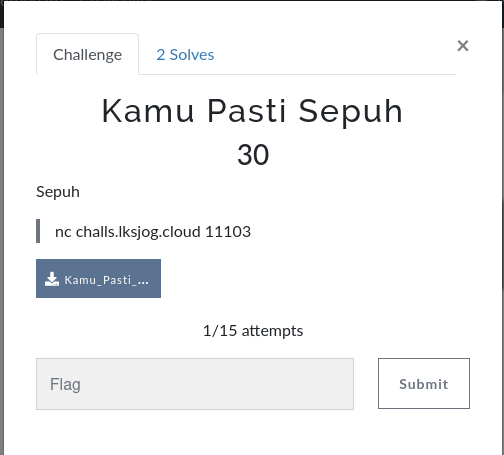 Challenge
2 Solves
×
Kamu Pasti Sepuh
30
Sepuh
nc challs.lksjog.cloud 11103
Kamu_Pasti_...
1/15 attempts
Flag
Submit